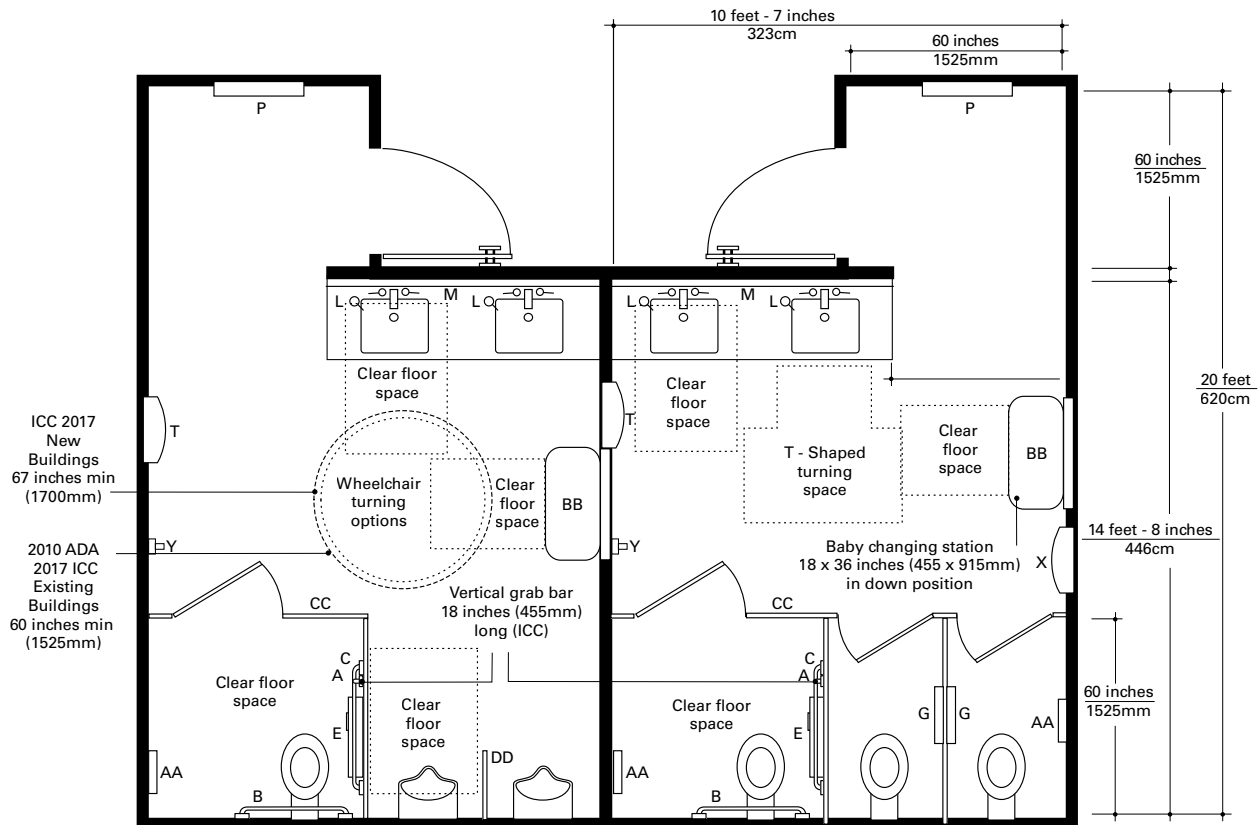 10 feet - 7 inches
323cm
60 inches
1525mm
P
P
60 inches
1525mm
L
M
L
L
M
L
Clear floor
space
Clear
floor
space
20 feet
620cm
ICC 2017
New
Buildings
67 inches min
(1700mm)
T
T
Wheelchair
turning
options
Clear
floor
space
BB
T - Shaped
turning
space
Clear
floor
space
BB
2010 ADA
2017 ICC
Existing
Buildings
60 inches min
(1525mm)
Y
Y
Baby changing station
18 x 36 inches (455 x 915mm)
in down position
X
14 feet - 8 inches
446cm
Vertical grab bar
18 inches (455mm)
long (ICC)
CC
CC
Clear floor
space
C
A
E
Clear
floor
space
Clear floor
space
C
A
E
G
G
AA
60 inches
1525mm
AA
B
DD
AA
B